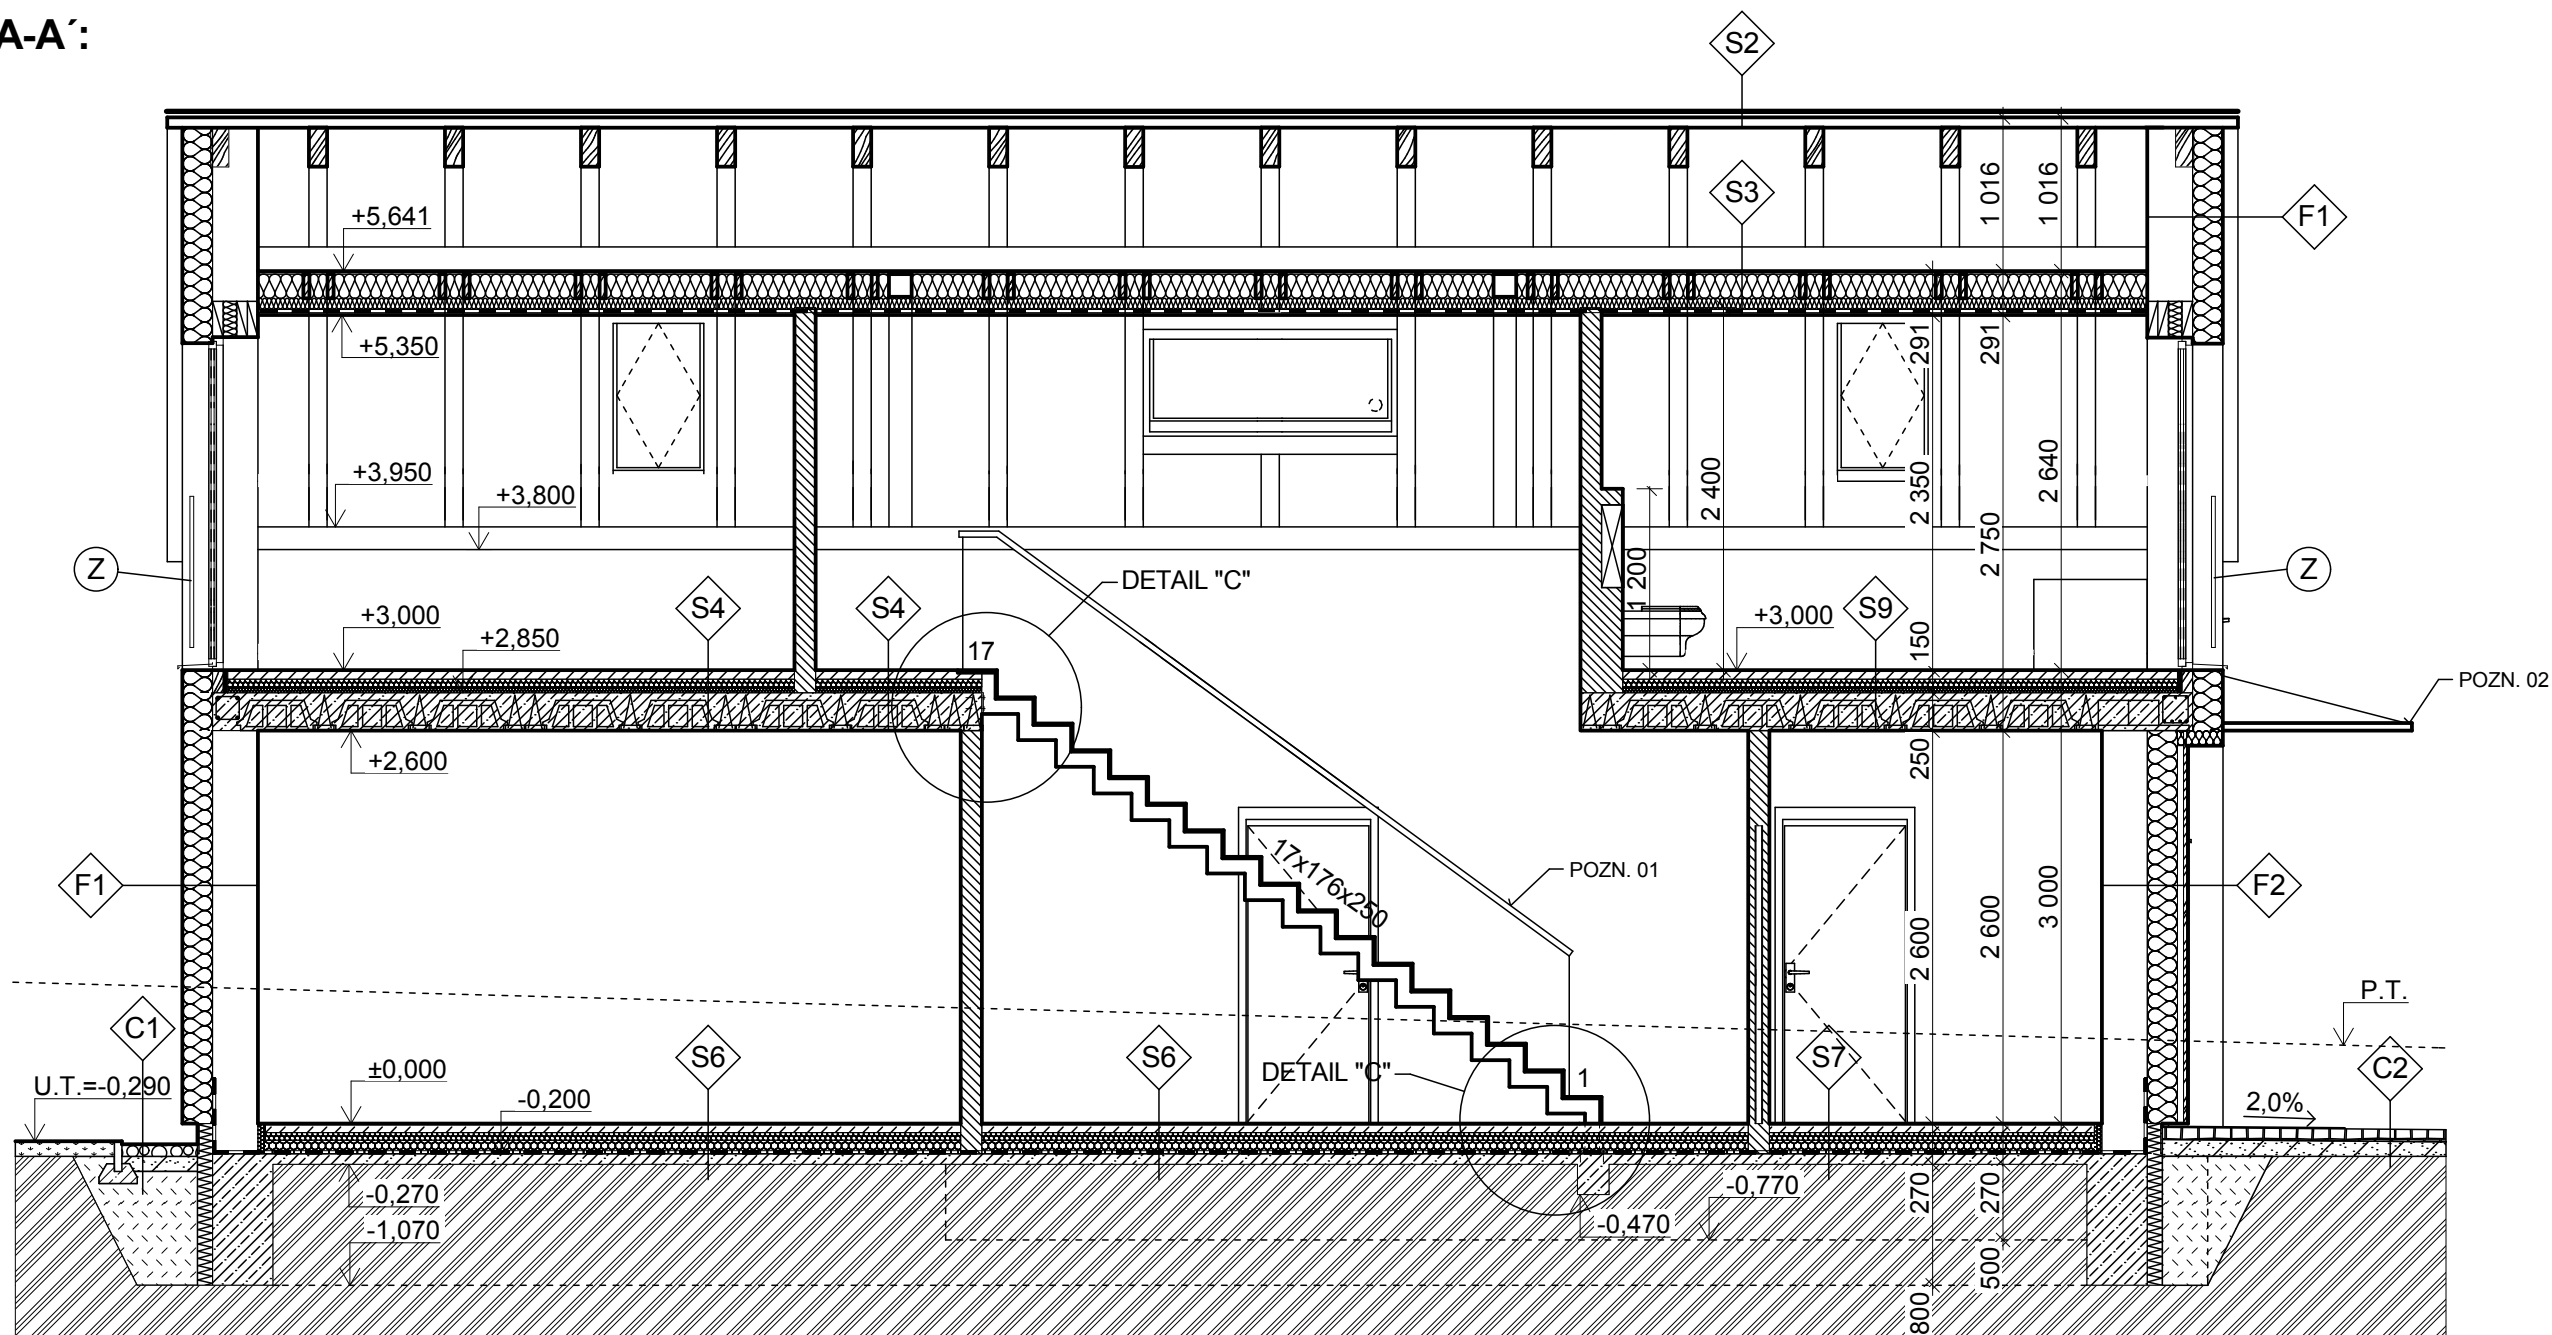 A-A´:
S2
S3
1 016
1 016
F1
+5,641
+5,350
291
291
+3,950
+3,800
2 400
2 350
2 640
2 750
Z
DETAIL "C"
1 200
Z
S4
S4
S9
+3,000
+2,850
+3,000
150
17
POZN. 02
+2,600
250
17x176x250
POZN. 01
F1
F2
2 600
2 600
3 000
P.T.
C1
S6
S6
S7
C2
U.T.=-0,290
±0,000
-0,200
DETAIL "C"
1
2,0%
-0,270
-0,770
270
270
-1,070
-0,470
500
800